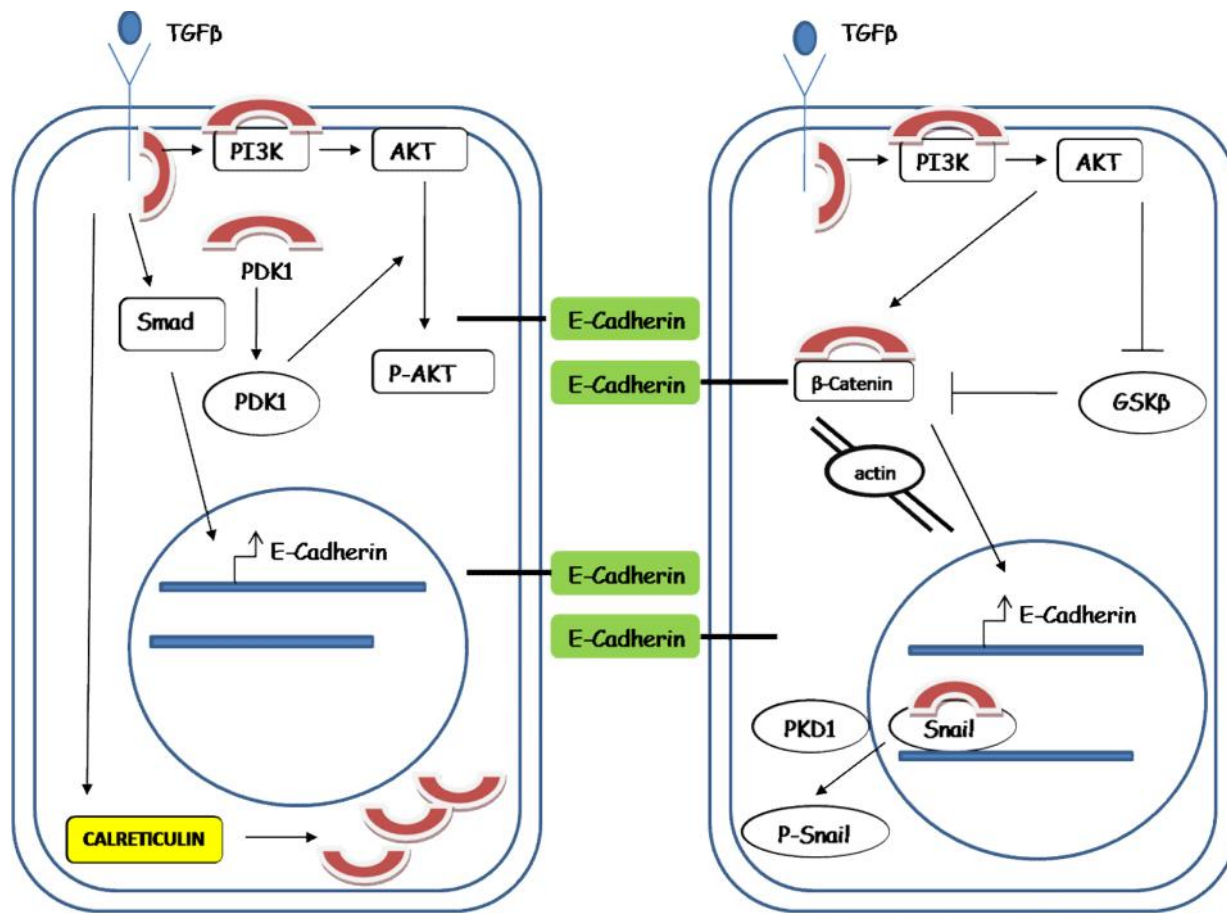 TGFβ
PI3K
AKT
PDK1
Smad
PDK1
P-AKT
E-Cadherin
CALRETICULIN
E-Cadherin
E-Cadherin
E-Cadherin
E-Cadherin
TGFβ
PI3K
AKT
β-Catenin
GSKβ
actin
E-Cadherin
PKD1
Snail
P-Snail